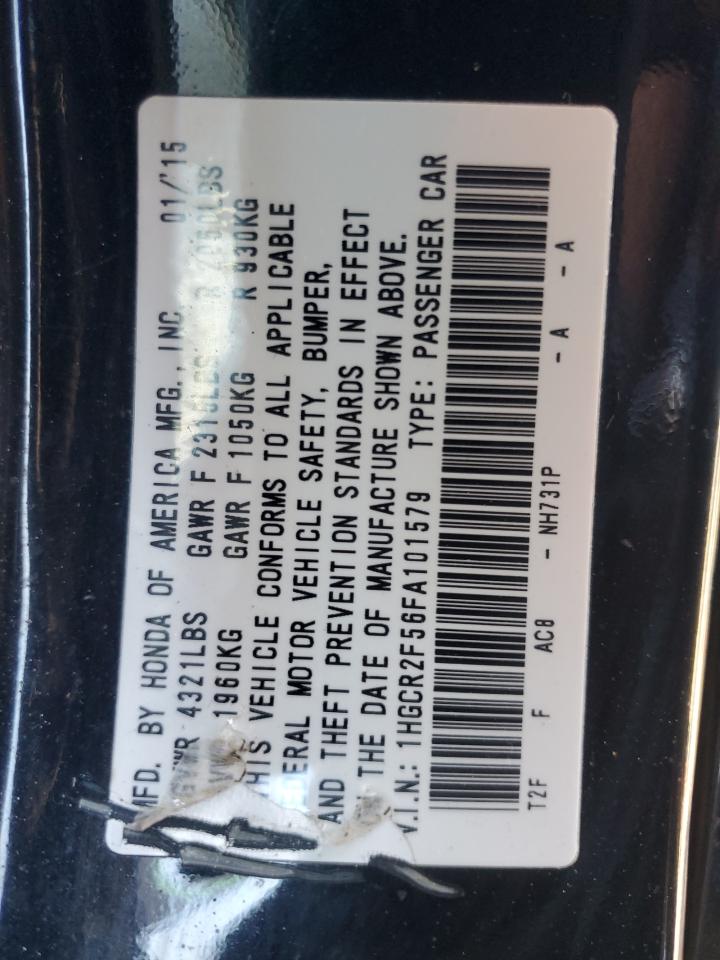 MFD. BY HONDA OF AMERICA MFG., INC 01/'15
GVWR 4321LBS GAWR F 2315LBS R
1960KG GAWR F 1050KG R 930KG
THIS VEHICLE CONFORMS TO ALL APPLICABLE
ERAL MOTOR VEHICLE SAFETY, BUMPER,
AND THEFT PREVENTION STANDARDS IN EFFECT
THE DATE OF MANUFACTURE SHOWN ABOVE.
V.I.N.: 1HGCR2F56FA101579 TYPE: PASSENGER CAR
T2F F AC8 - NH731P - A - A